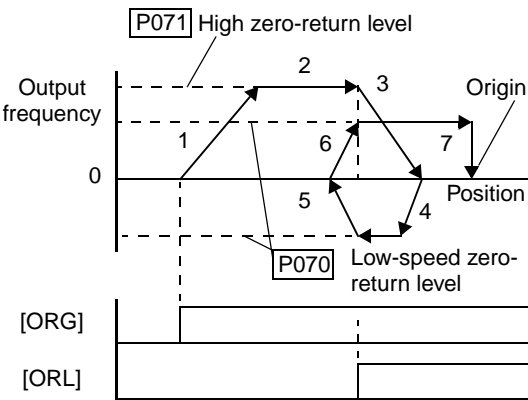 P071 High zero-return level
Output
frequency
2
3
Origin
1
6
7
0
5
4
Position
P070
Low-speed zero-
return level
[ORG]
[ORL]